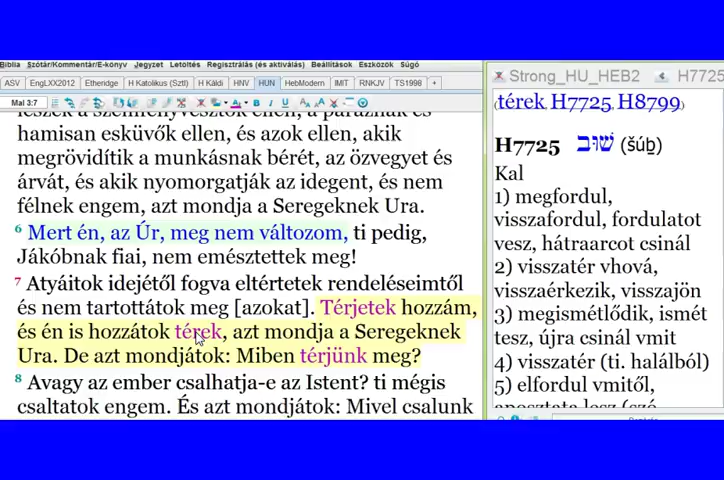 Biblia Szótár/Kommentár/E-könyv Jegyzet Letöltés Regisztrálás (és aktiválás) Beállítások Eszközök Súgó
ASV EngLXX2012 Etheridge H Katolikus (SztI) H Káldi HNV HUN HebModern IMIT RNKJV TS1998 +
Mal 3:7
hamisan esküvők ellen, és azok ellen, akik
megrövidítik a munkásnak bérét, az özvegyet és
árvát, és akik nyomorgatják az idegent, és nem
félnek engem, azt mondja a Seregeknek Ura.
6 Mert én, az Úr, meg nem változom, ti pedig,
Jákóbnak fiai, nem emésztettek meg!
7 Atyáitok idejétől fogva eltértetek rendeléseimtől
és nem tartottátok meg [azokat]. Térjetek hozzám,
és én is hozzátok térek, azt mondja a Seregeknek
Ura. De azt mondjátok: Miben térjünk meg?
8 Avagy az ember csalhatja-e az Istent? ti mégis
csaltatok engem. És azt mondjátok: Mivel csalunk
Strong_HU_HEB2 H7725
(térek, H7725, H8799)
H7725 שׁוּב (šúḇ)
Kal
1) megfordul,
visszafordul, fordulatot
vesz, hátraarcot csinál
2) visszatér vhová,
visszaérkezik, visszajön
3) megismétlődik, ismét
tesz, újra csinál vmit
4) visszatér (ti. halálból)
5) elfordul vmitől,